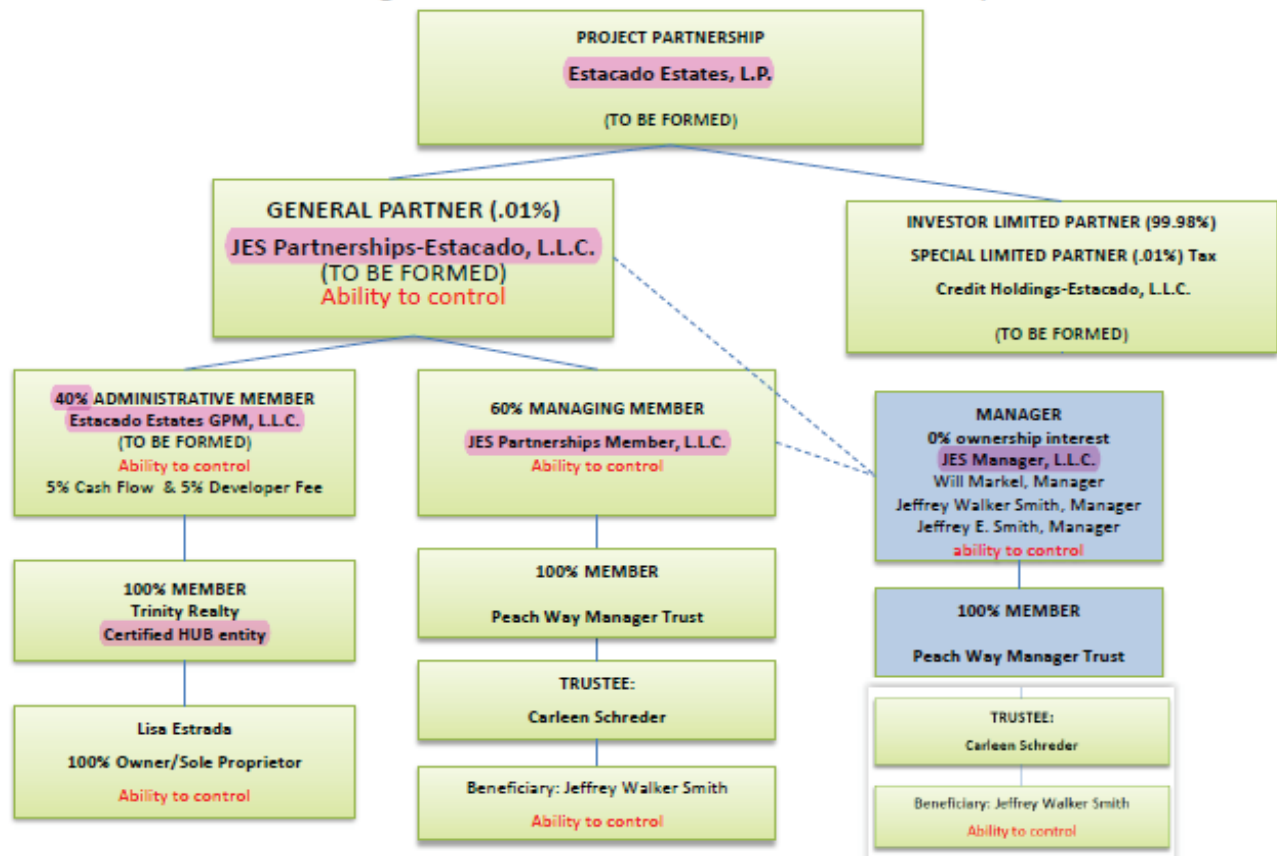 PROJECT PARTNERSHIP
Estacado Estates, L.P.
(TO BE FORMED)
GENERAL PARTNER (.01%)
JES Partnerships-Estacado, L.L.C.
(TO BE FORMED)
Ability to control
INVESTOR LIMITED PARTNER (99.98%)
SPECIAL LIMITED PARTNER (.01%) Tax
Credit Holdings-Estacado, L.L.C.
(TO BE FORMED)
40% ADMINISTRATIVE MEMBER
Estacado Estates GPM, L.L.C.
(TO BE FORMED)
Ability to control
5% Cash Flow & 5% Developer Fee
60% MANAGING MEMBER
JES Partnerships Member, L.L.C.
Ability to control
MANAGER
0% ownership interest
JES Manager, L.L.C.
Will Markel, Manager
Jeffrey Walker Smith, Manager
Jeffrey E. Smith, Manager
ability to control
100% MEMBER
Trinity Realty
Certified HUB entity
100% MEMBER
Peach Way Manager Trust
100% MEMBER
Peach Way Manager Trust
Lisa Estrada
100% Owner/Sole Proprietor
Ability to control
TRUSTEE:
Carleen Schreder
TRUSTEE:
Carleen Schreder
Beneficiary: Jeffrey Walker Smith
Ability to control
Beneficiary: Jeffrey Walker Smith
Ability to control